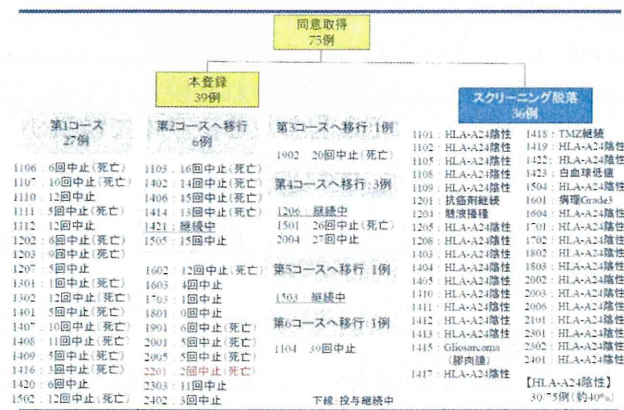 同意取得
75例
本登録
39例
スクリーニング脱落
36例
第1コース
27例
1106 : 6回中止(死亡)
1107 : 10回中止(死亡)
1110 : 12回中止
1111 : 5回中止(死亡)
1112 : 12回中止
1202 : 6回中止(死亡)
1203 : 9回中止(死亡)
1207 : 5回中止
1301 : 1回中止(死亡)
1302 : 12回中止(死亡)
1401 : 5回中止(死亡)
1407 : 10回中止(死亡)
1408 : 11回中止(死亡)
1409 : 5回中止(死亡)
1416 : 3回中止(死亡)
1420 : 6回中止
1502 : 12回中止(死亡)
第2コースへ移行
6例
1103 : 16回中止(死亡)
1402 : 14回中止(死亡)
1406 : 15回中止(死亡)
1414 : 13回中止(死亡)
1421 : 継続中
1505 : 15回中止
1602 : 12回中止(死亡)
1603 : 4回中止
1703 : 1回中止
1801 : 9回中止
1901 : 6回中止(死亡)
2001 : 5回中止(死亡)
2005 : 5回中止(死亡)
2201 : 2回中止(死亡)
2303 : 11回中止
2402 : 3回中止
第3コースへ移行:1例
1902 20回中止(死亡)
第4コースへ移行:3例
1206 : 継続中
1501 : 26回中止(死亡)
2004 : 27回中止
第5コースへ移行 1例
1503 : 継続中
第6コースへ移行:1例
1104 : 39回中止
下線:投与継続中
1101 : HLA-A24陰性
1102 : HLA-A24陰性
1105 : HLA-A24陰性
1108 : HLA-A24陰性
1109 : HLA-A24陰性
1201 : 抗癌剤継続
1204 : 髄液播種
1205 : HLA-A24陰性
1208 : HLA-A24陰性
1403 : HLA-A24陰性
1404 : HLA-A24陰性
1405 : HLA-A24陰性
1410 : HLA-A24陰性
1411 : HLA-A24陰性
1412 : HLA-A24陰性
1413 : HLA-A24陰性
1415 : Gliosarcoma
(膠肉腫)
1417 : HLA-A24陰性
1418 : TMZ継続
1419 : HLA-A24陰性
1422 : HLA-A24陰性
1423 : 白血球低値
1504 : HLA-A24陰性
1601 : 病理Grade3
1604 : HLA-A24陰性
1701 : HLA-A24陰性
1702 : HLA-A24陰性
1802 : HLA-A24陰性
1803 : HLA-A24陰性
2002 : HLA-A24陰性
2003 : HLA-A24陰性
2006 : HLA-A24陰性
2101 : HLA-A24陰性
2301 : HLA-A24陰性
2302 : HLA-A24陰性
2401 : HLA-A24陰性
【HLA-A24陰性】
30/75例(約40%)